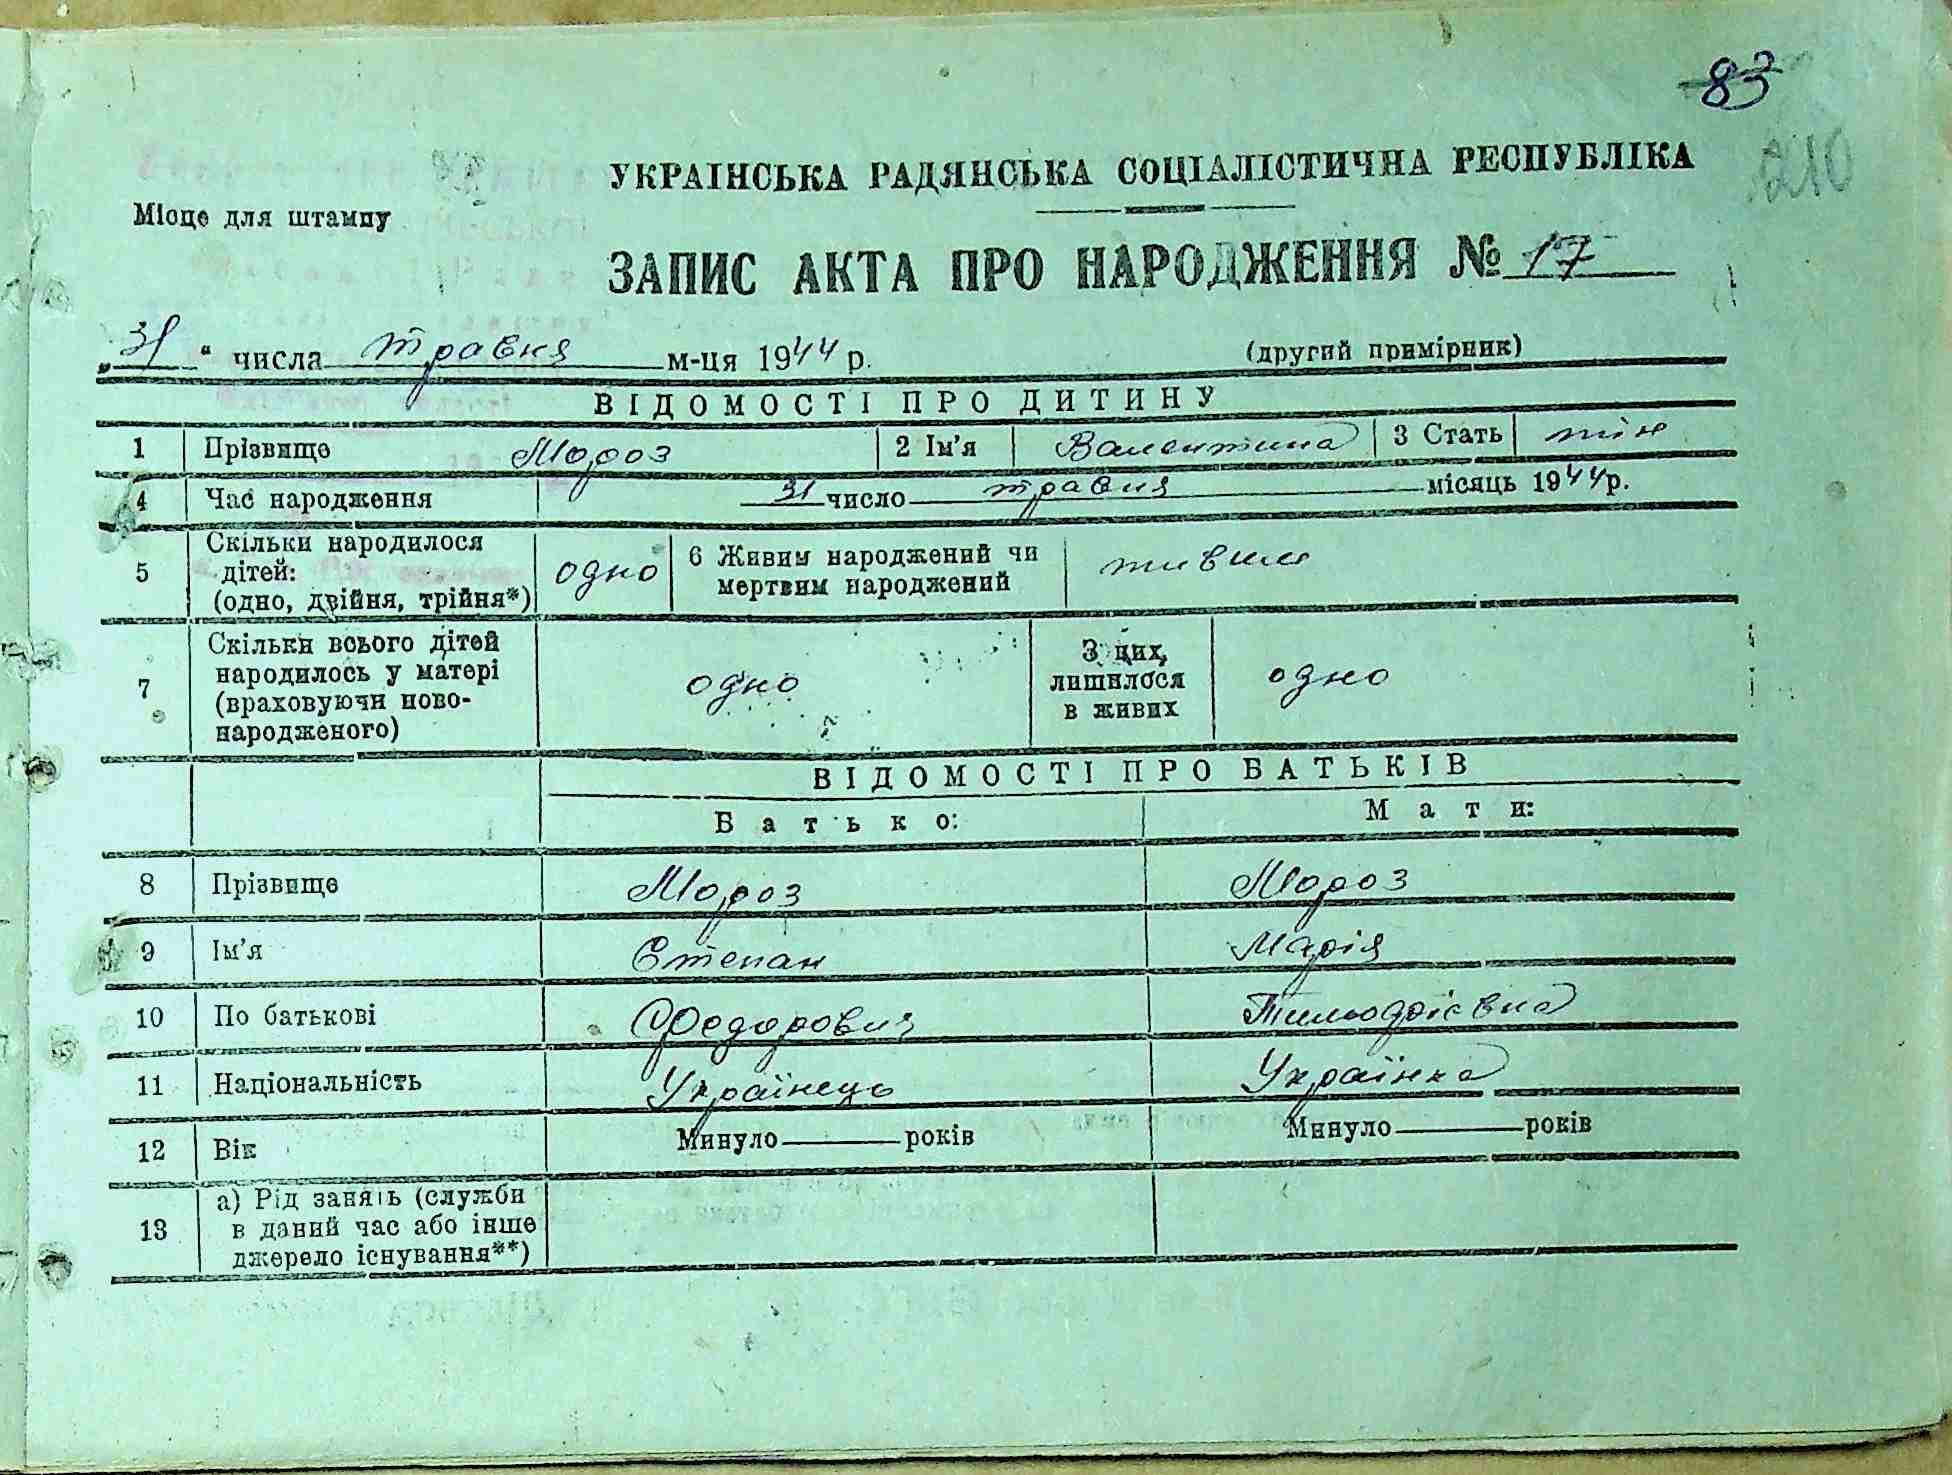 83
210
УКРАЇНСЬКА РАДЯНСЬКА СОЦІАЛІСТИЧНА РЕСПУБЛІКА
Місце для штампу
ЗАПИС АКТА ПРО НАРОДЖЕННЯ № 17
„31“ числа травня м-ця 1944 р. (другий примірник)
ВІДОМОСТІ ПРО ДИТИНУ
1 Прізвище Мороз 2 Ім'я Валентина 3 Стать жін
4 Час народження 31 число травня місяць 1944р.
5 Скільки народилося дітей: (одно, двійня, трійня*) одно 6 Живим народжений чи мертвим народжений живим
7 Скільки всього дітей народилось у матері (враховуючи ново-народженого) одно З цих, лишилося в живих одно
ВІДОМОСТІ ПРО БАТЬКІВ
Батько: Мати:
8 Прізвище Мороз Мороз
9 Ім'я Степан Марія
10 По батькові Федорович
11 Національність Українець Українка
12 Вік Минуло років Минуло років
13 а) Рід занять (служби в даний час або інше джерело існування**)